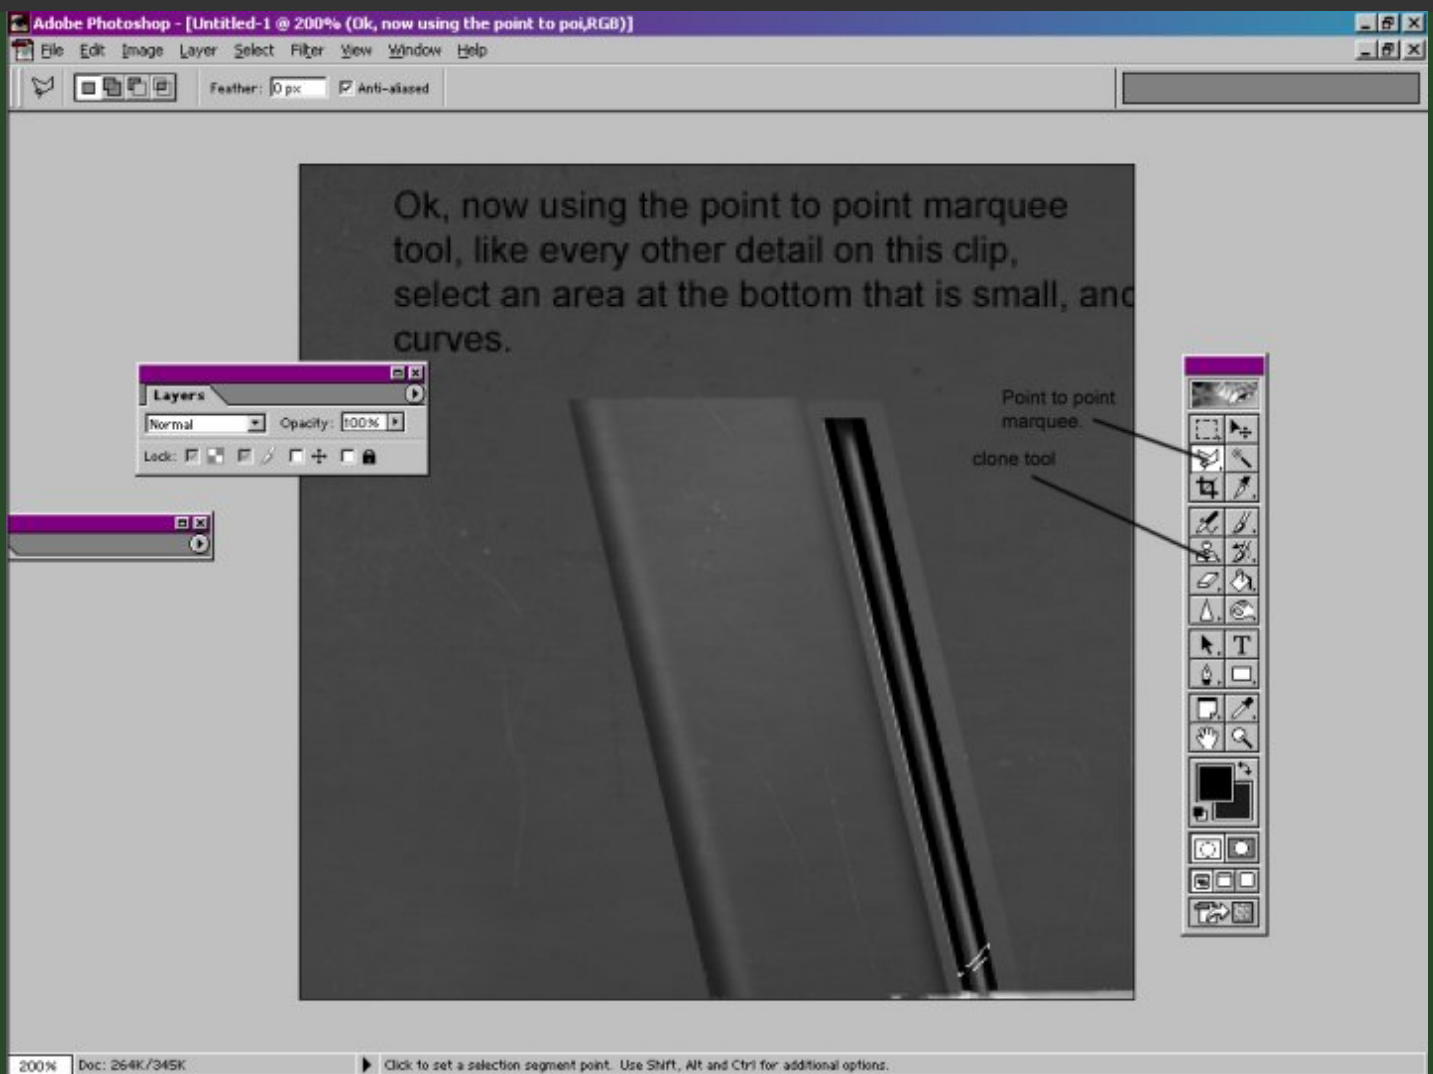 Adobe Photoshop - [Untitled-1 @ 200% (Ok, now using the point to poi,RGB)]
File Edit Image Layer Select Filter View Window Help
Feather: 0 px Anti-aliased
Ok, now using the point to point marquee
tool, like every other detail on this clip,
select an area at the bottom that is small, and
curves.
Layers
Normal Opacity: 100%
Lock:
Point to point
marquee.
clone tool
T
200% Doc: 264K/345K Click to set a selection segment point. Use Shift, Alt and Ctrl for additional options.